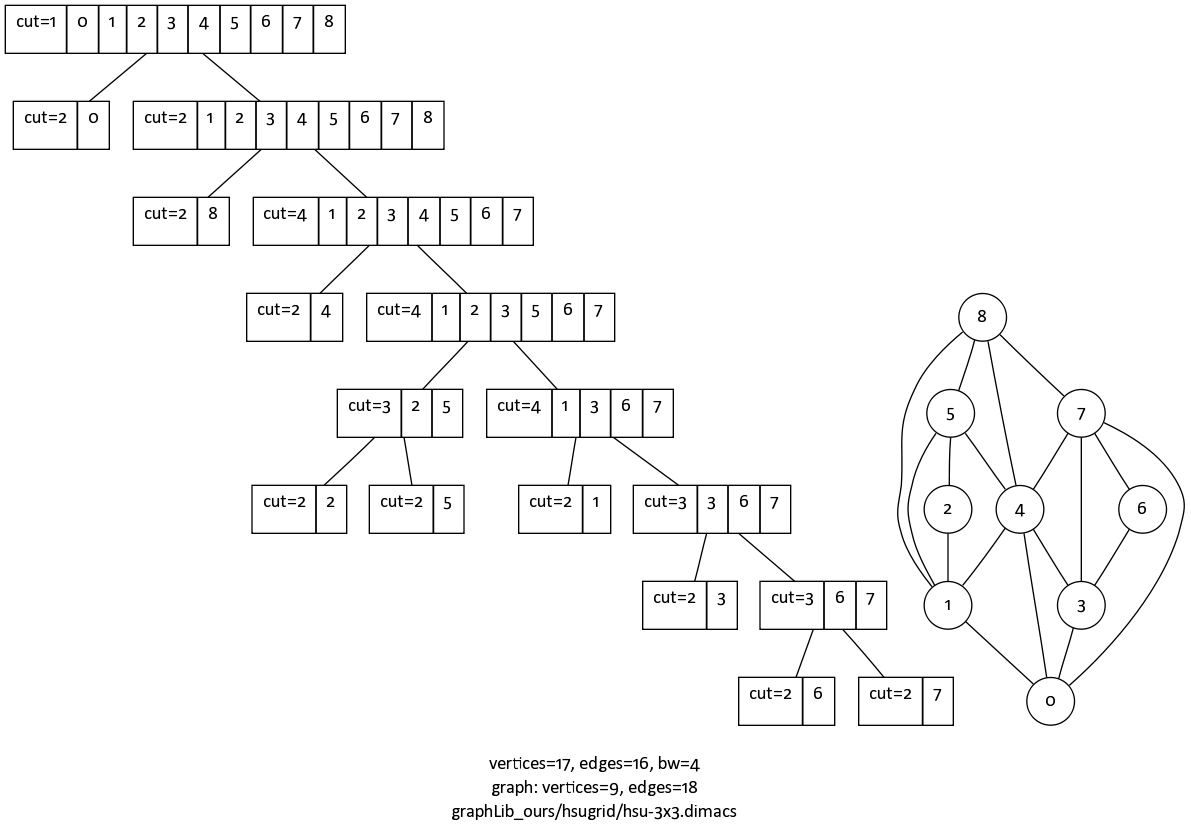 cut=1 0 1 2 3 4 5 6 7 8
cut=2 0
cut=2 1 2 3 4 5 6 7 8
cut=2 8
cut=4 1 2 3 4 5 6 7
cut=2 4
cut=4 1 2 3 5 6 7
cut=3 2 5
cut=4 1 3 6 7
cut=2 2
cut=2 5
cut=2 1
cut=3 3 6 7
cut=2 3
cut=3 6 7
cut=2 6
cut=2 7
8
5
7
2
4
6
1
3
0
vertices=17, edges=16, bw=4
graph: vertices=9, edges=18
graphLib_ours/hsugrid/hsu-3x3.dimacs